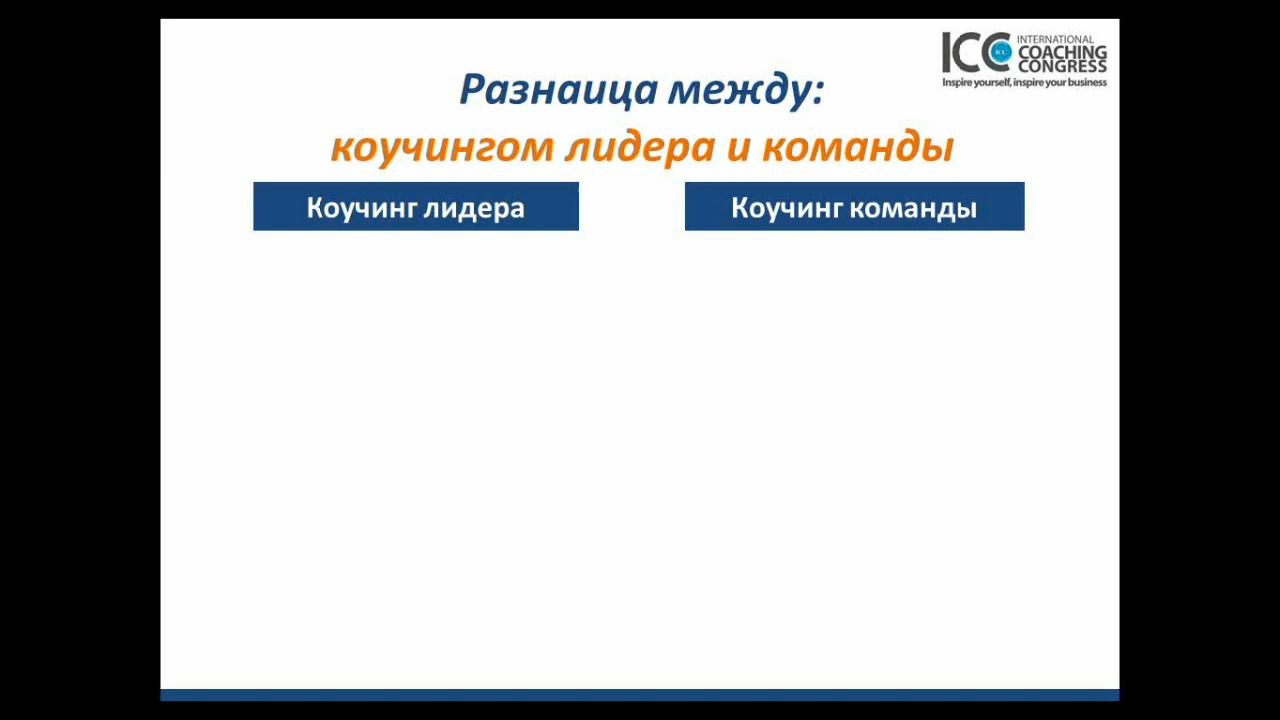 ICC INTERNATIONAL
COACHING
CONGRESS
Inspire yourself, inspire your business
Разнаица между:
коучингом лидера и команды
Коучинг лидера
Коучинг команды